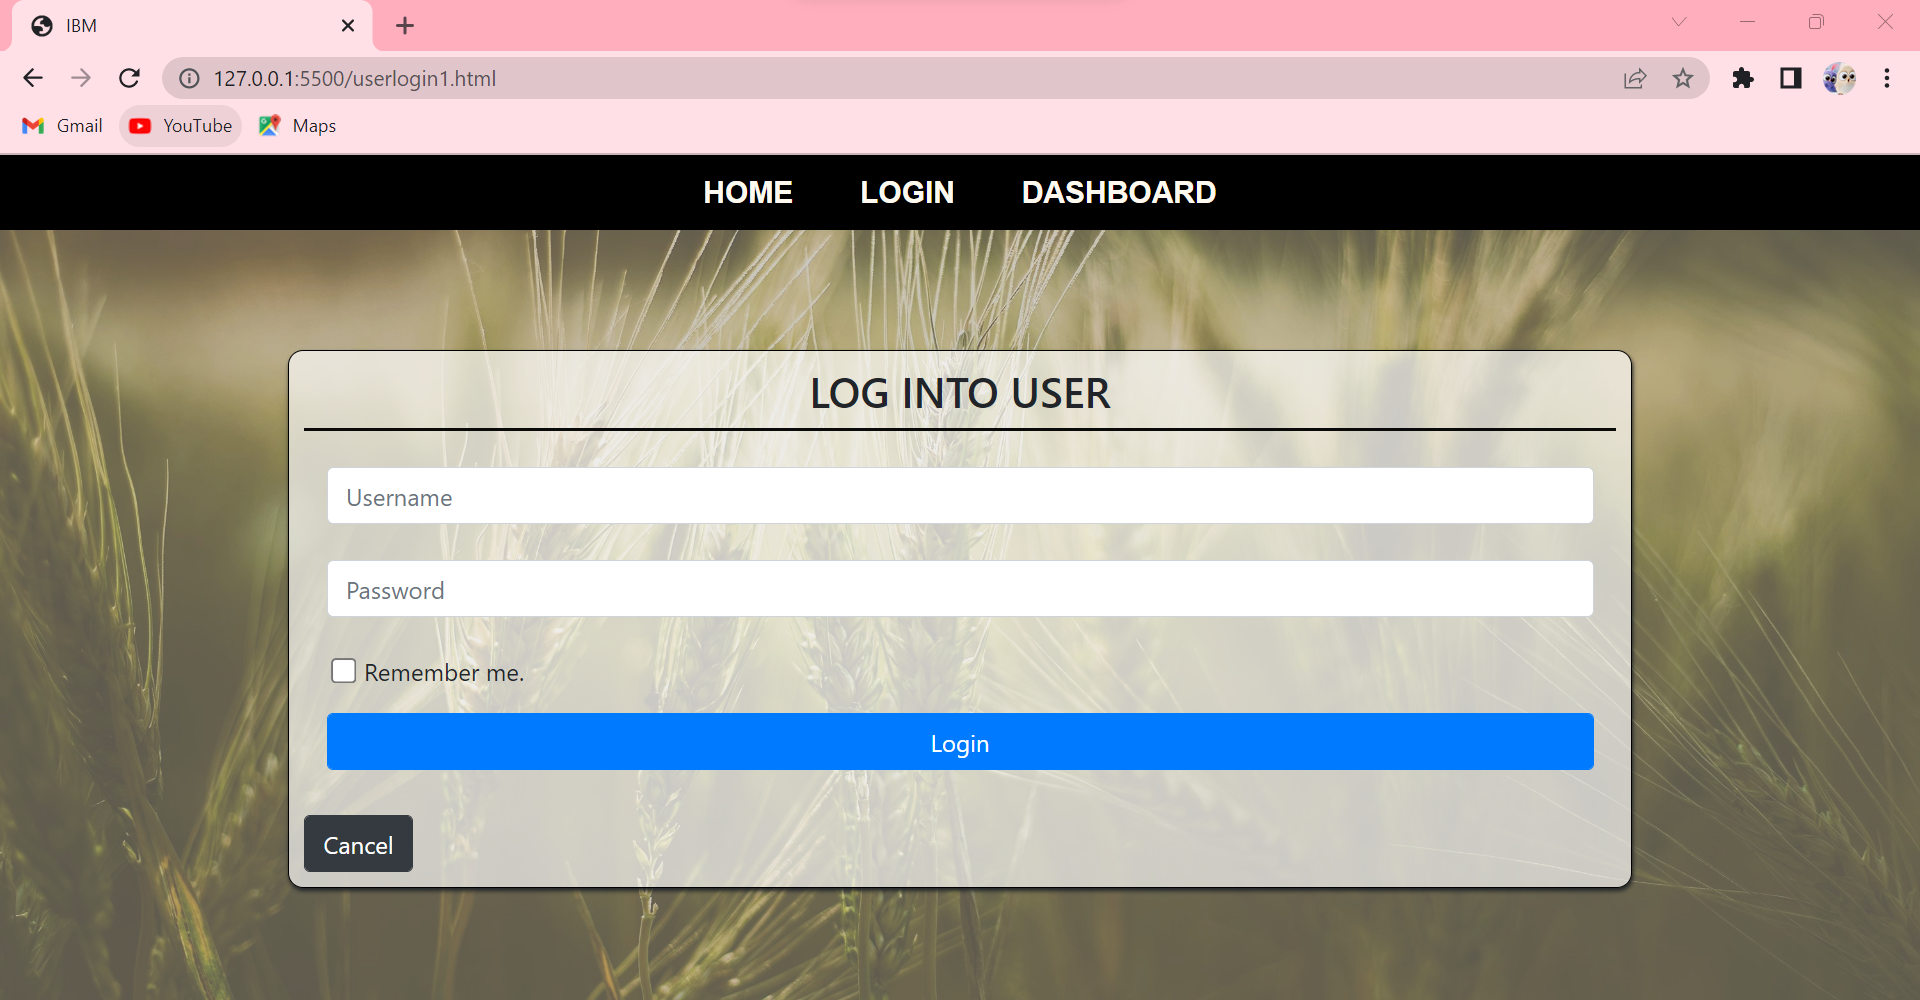 IBM
127.0.0.1:5500/userlogin1.html
Gmail YouTube Maps
HOME LOGIN DASHBOARD
LOG INTO USER
Username
Password
Remember me.
Login
Cancel